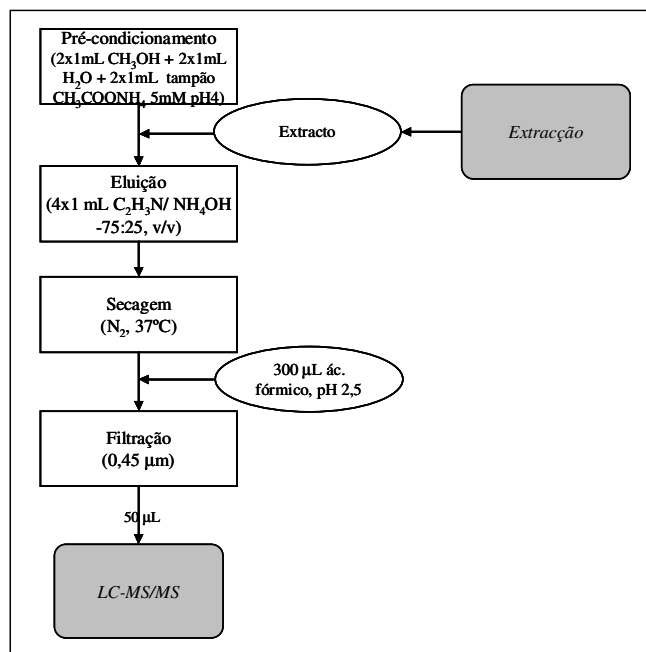 Pré-condicionamento
(2x1mL CH₃OH + 2x1mL
H₂O + 2x1mL tampão
CH₃COONH₄ 5mM pH4)
Extracto
Extracção
Eluição
(4x1 mL C₂H₃N/ NH₄OH
-75:25, v/v)
Secagem
(N₂, 37ºC)
300 µL ác.
fórmico, pH 2,5
Filtração
(0,45 µm)
50 µL
LC-MS/MS